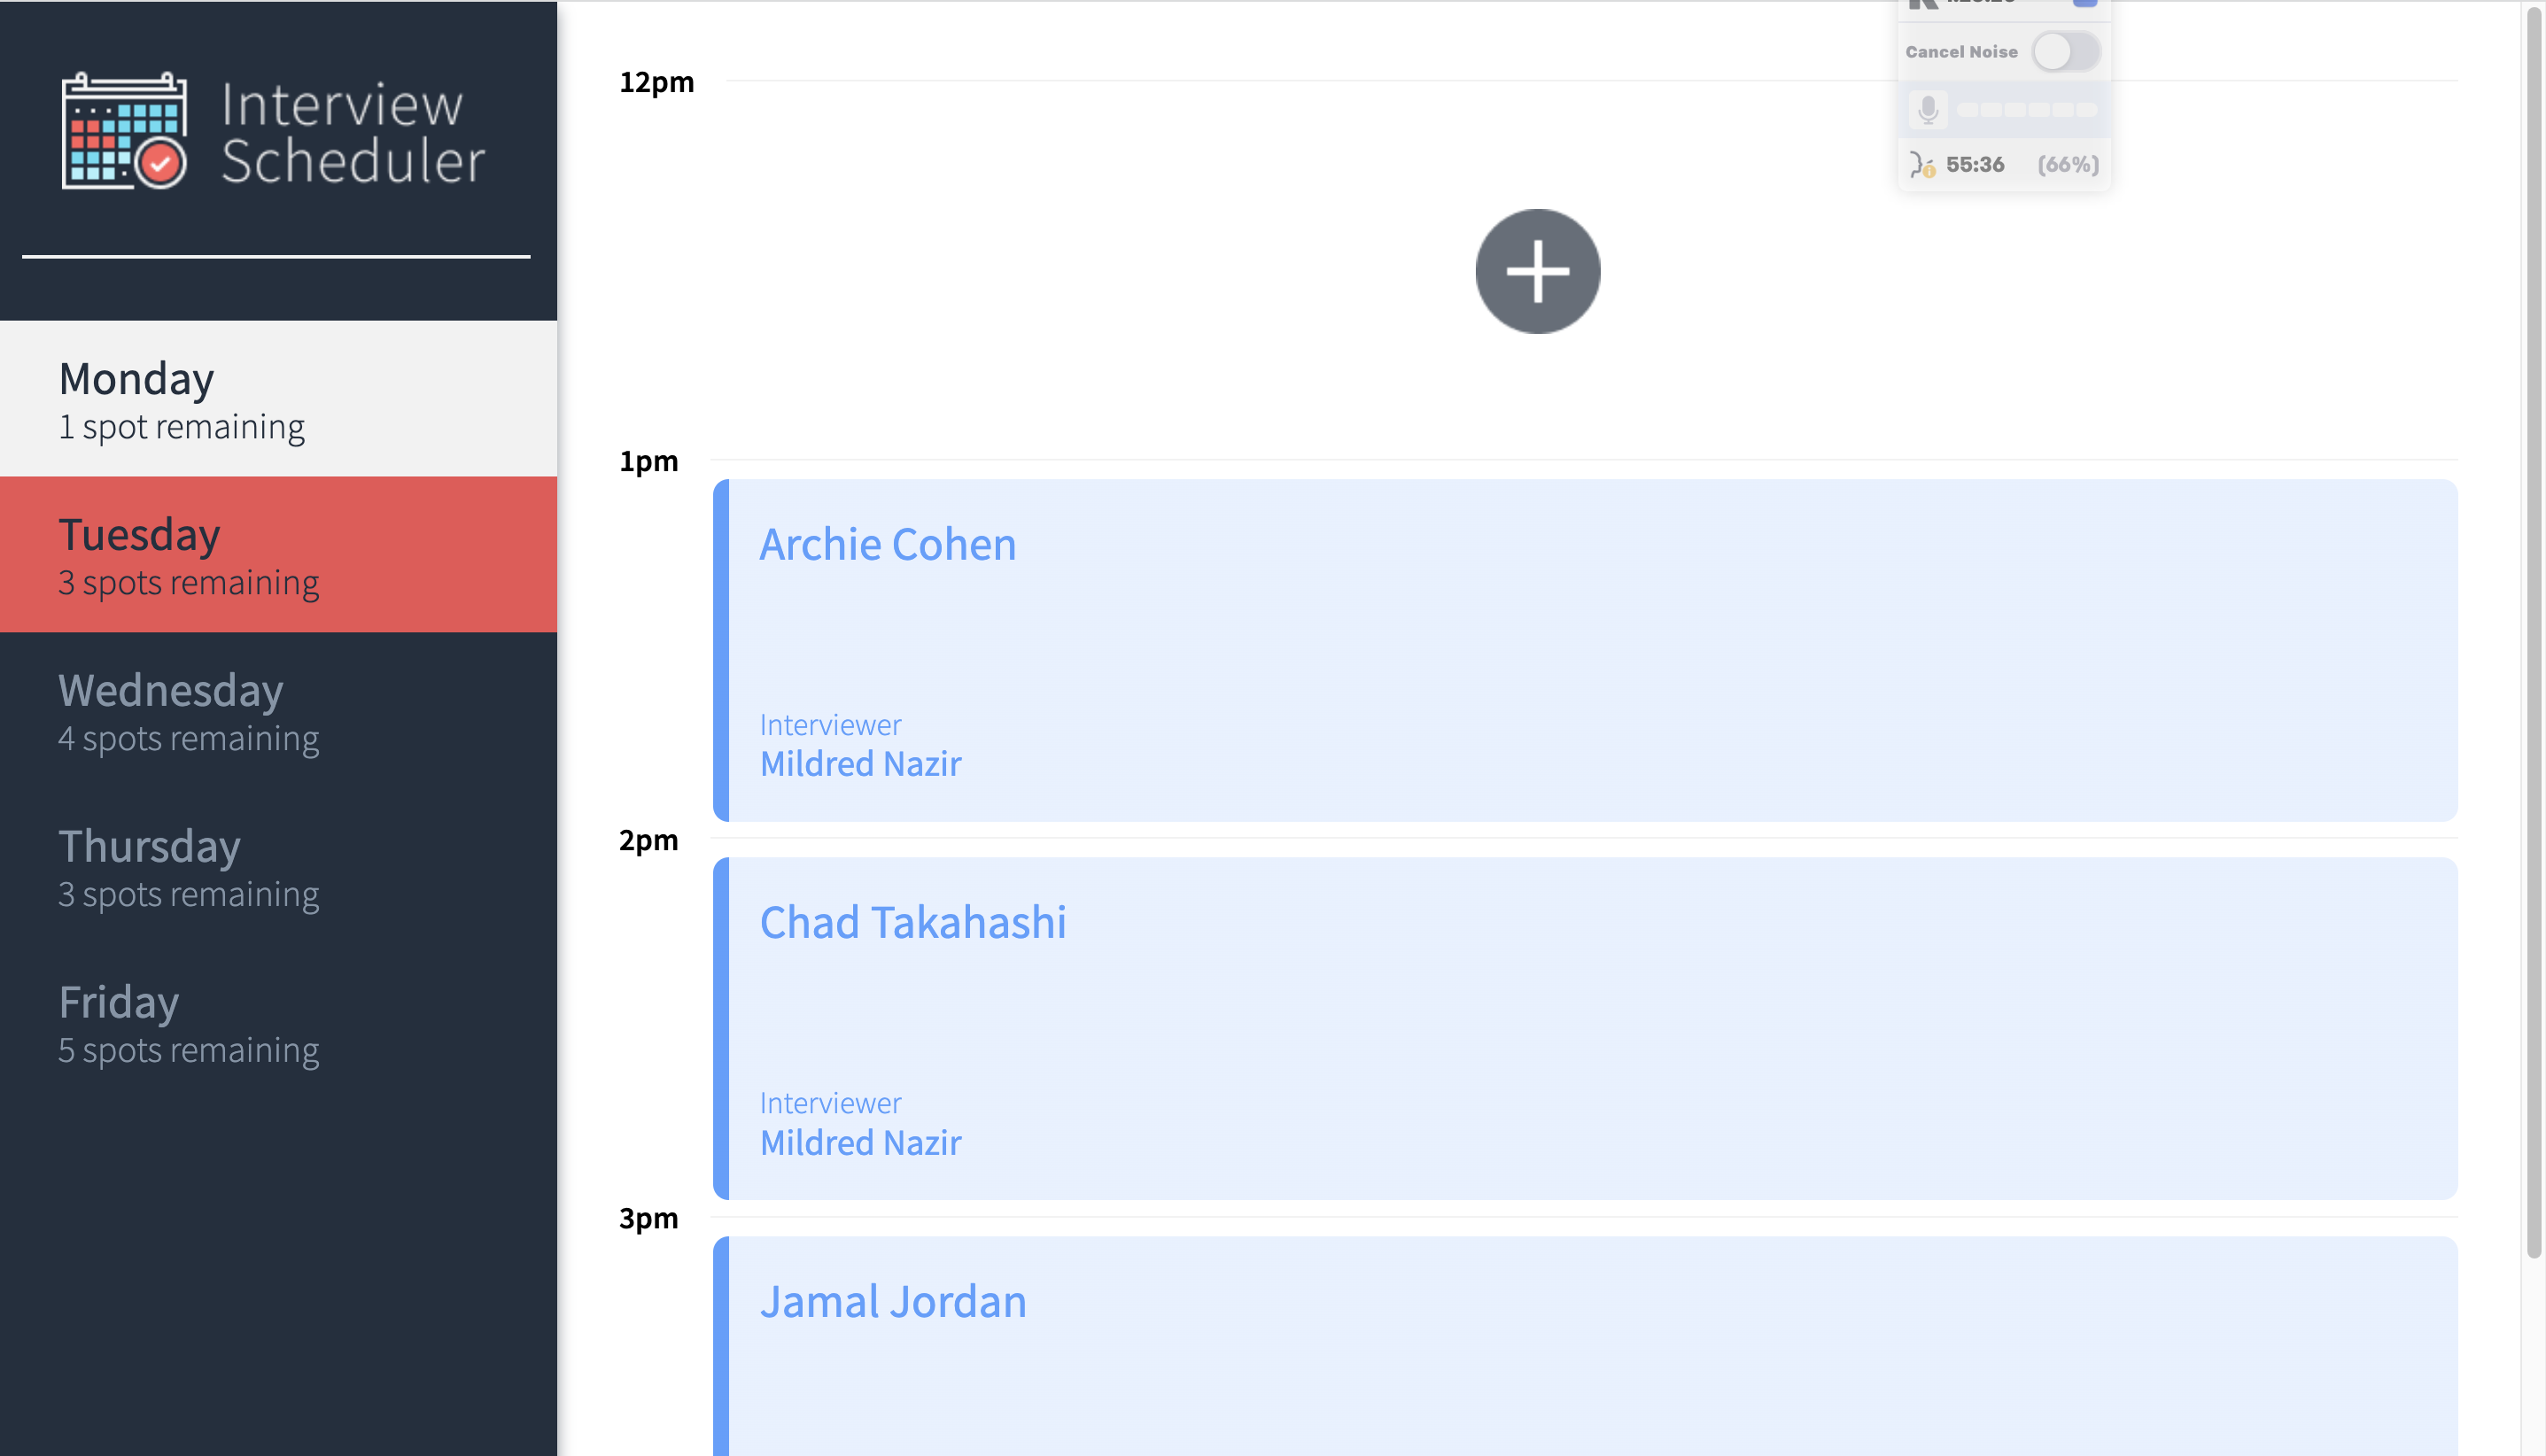 Interview
Scheduler
Monday
1 spot remaining
Tuesday
3 spots remaining
Wednesday
4 spots remaining
Thursday
3 spots remaining
Friday
5 spots remaining
12pm
1pm
Archie Cohen
Interviewer
Mildred Nazir
2pm
Chad Takahashi
Interviewer
Mildred Nazir
3pm
Jamal Jordan
Cancel Noise
55:36 (66%)